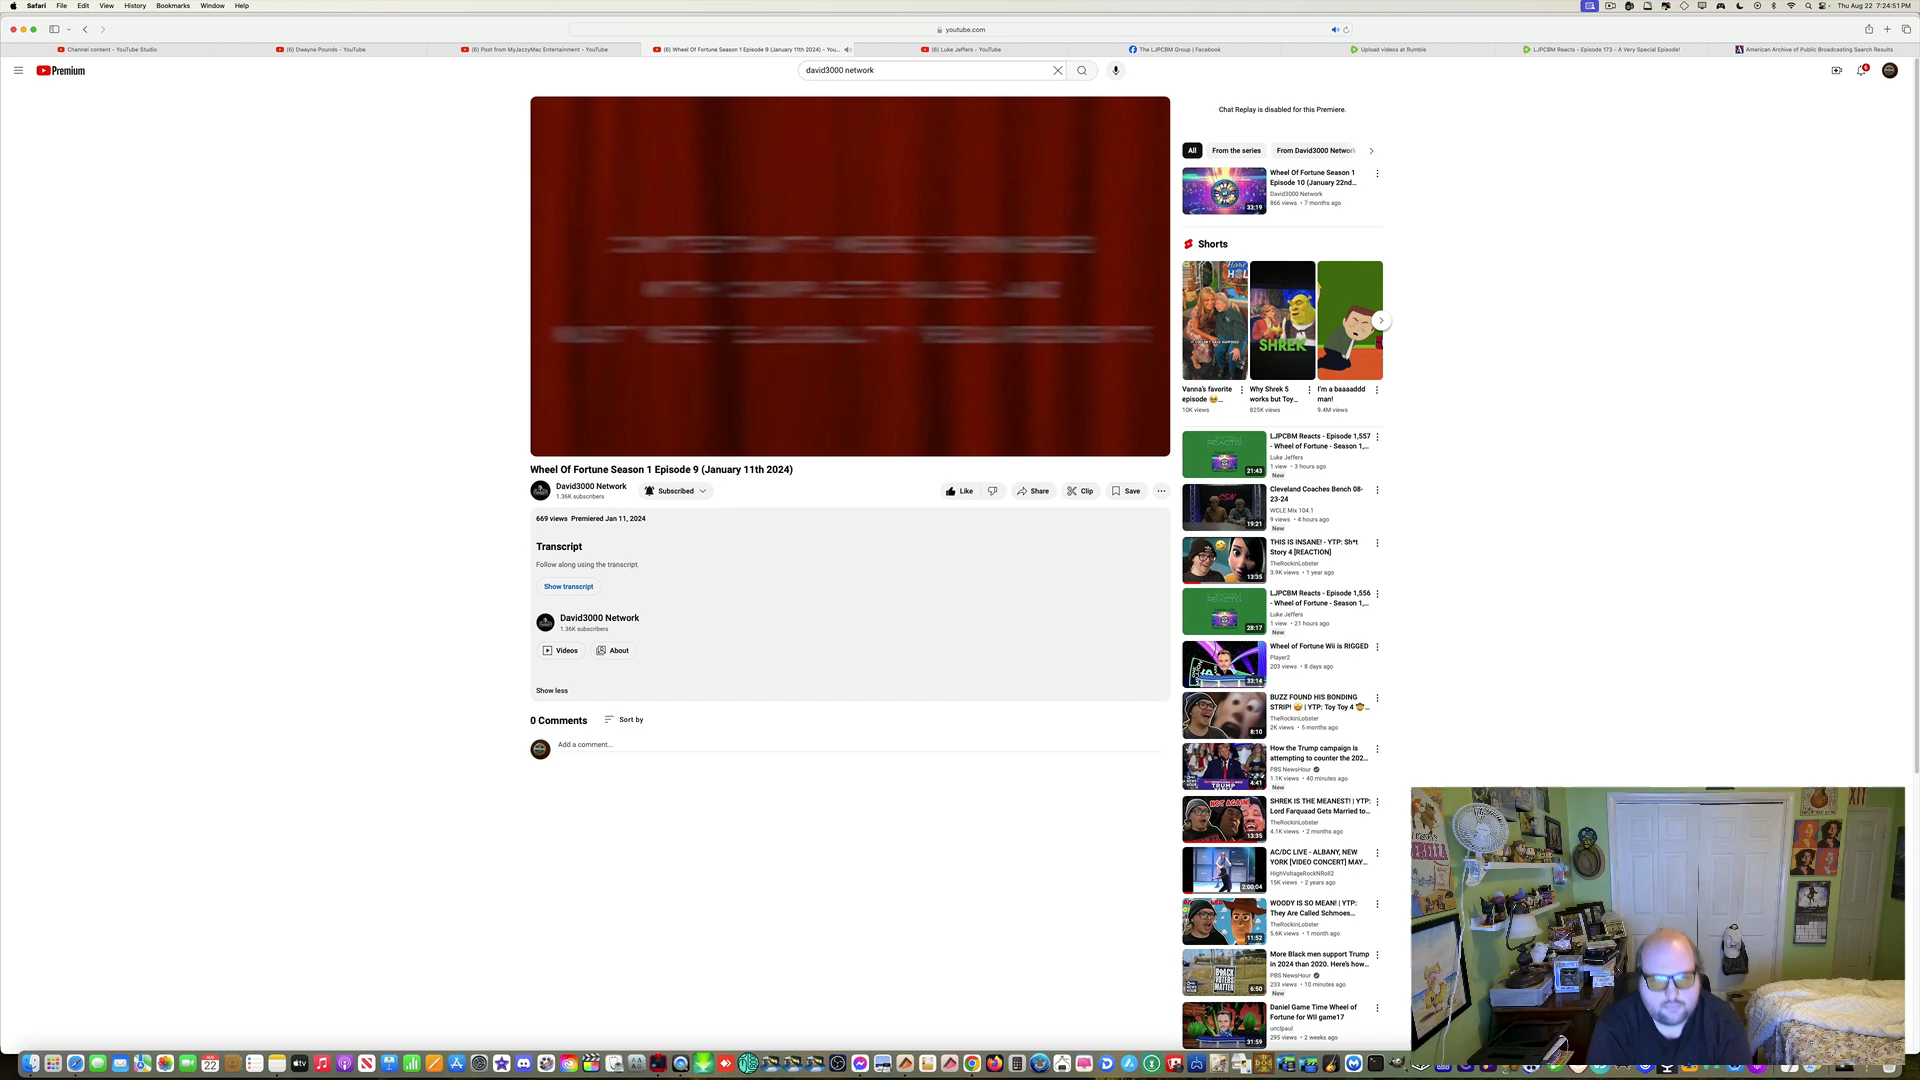 Safari File Edit View History Bookmarks Window Help
Thu Aug 22 7:24:51 PM
youtube.com
Channel content - YouTube Studio
(6) Dwayne Pounds - YouTube
(6) Post from MyJazzyMac Entertainment - YouTube
(6) Wheel Of Fortune Season 1 Episode 9 (January 11th 2024) - You...
(6) Luke Jeffers - YouTube
The LJPCBM Group | Facebook
Upload videos at Rumble
LJPCBM Reacts - Episode 173 - A Very Special Episode!
American Archive of Public Broadcasting Search Results
Premium
david3000 network
6
Chat Replay is disabled for this Premiere.
All From the series From David3000 Network
Wheel Of Fortune Season 1
Episode 10 (January 22nd...
David3000 Network
866 views • 7 months ago
33:19
Shorts
SHREK
Vanna's favorite
episode
10K views
Why Shrek 5
works but Toy...
825K views
I'm a baaaaddd
man!
9.4M views
Wheel Of Fortune Season 1 Episode 9 (January 11th 2024)
David3000 Network
1.36K subscribers
Subscribed
Like
Share
Clip
Save
669 views Premiered Jan 11, 2024
Transcript
Follow along using the transcript.
Show transcript
David3000 Network
1.36K subscribers
Videos
About
Show less
0 Comments
Sort by
Add a comment...
LJPCBM Reacts - Episode 1,557
- Wheel of Fortune - Season 1,...
Luke Jeffers
1 view • 3 hours ago
New
21:43
Cleveland Coaches Bench 08-
23-24
WCLE Mix 104.1
9 views • 4 hours ago
New
19:21
THIS IS INSANE! - YTP: Sh*t
Story 4 [REACTION]
TheRockinLobster
3.9K views • 1 year ago
13:35
LJPCBM Reacts - Episode 1,556
- Wheel of Fortune - Season 1,...
Luke Jeffers
1 view • 21 hours ago
New
28:17
Wheel of Fortune Wii is RIGGED
Player2
203 views • 8 days ago
33:14
BUZZ FOUND HIS BONDING
STRIP! 🤩 | YTP: Toy Toy 4 🤠...
TheRockinLobster
2K views • 5 months ago
8:10
How the Trump campaign is
attempting to counter the 202...
PBS NewsHour
1.1K views • 40 minutes ago
New
4:41
SHREK IS THE MEANEST! | YTP:
Lord Farquaad Gets Married to...
TheRockinLobster
4.1K views • 2 months ago
13:35
AC/DC LIVE - ALBANY, NEW
YORK [VIDEO CONCERT] MAY...
HighVoltageRockNRoll2
15K views • 2 years ago
2:00:04
WOODY IS SO MEAN! | YTP:
They Are Called Schmoes...
TheRockinLobster
5.6K views • 1 month ago
11:52
More Black men support Trump
in 2024 than 2020. Here's how...
PBS NewsHour
233 views • 10 minutes ago
New
BLACK
VOTERS
MATTER
6:50
Daniel Game Time Wheel of
Fortune for WII game17
unclpaul
295 views • 2 weeks ago
31:59